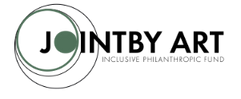 JOINTBY ART
INCLUSIVE PHILANTHROPIC FUND